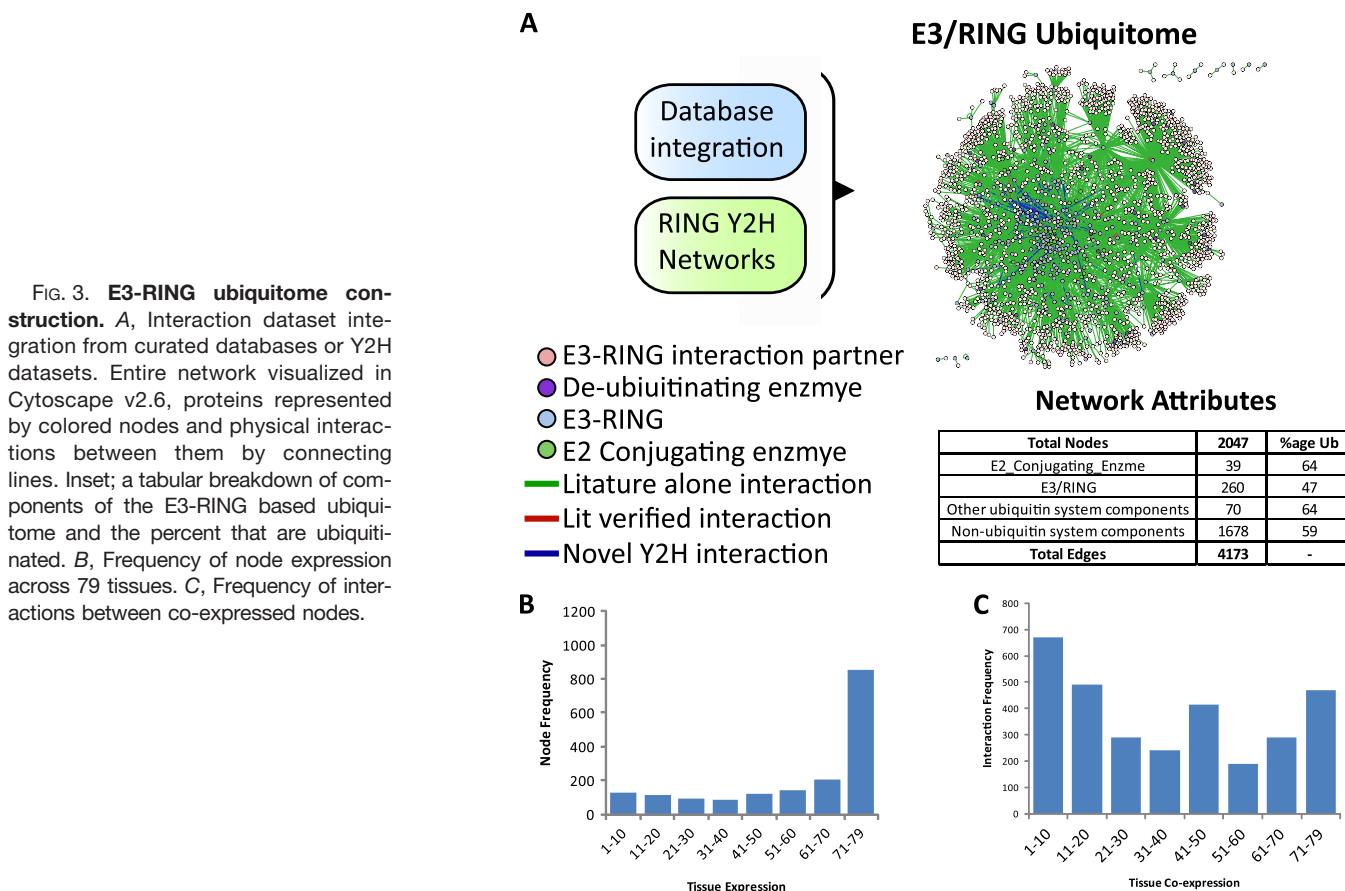 FIG. 3. E3-RING ubiquitome con-
struction. A, Interaction dataset inte-
gration from curated databases or Y2H
datasets. Entire network visualized in
Cytoscape v2.6, proteins represented
by colored nodes and physical interac-
tions between them by connecting
lines. Inset; a tabular breakdown of com-
ponents of the E3-RING based ubiqui-
tome and the percent that are ubiquiti-
nated. B, Frequency of node expression
across 79 tissues. C, Frequency of inter-
actions between co-expressed nodes.
A
Database
integration
RING Y2H
Networks
E3/RING Ubiquitome
E3-RING interaction partner
De-ubiuitinating enzmye
E3-RING
E2 Conjugating enzmye
Litature alone interaction
Lit verified interaction
Novel Y2H interaction
Network Attributes
Total Nodes 2047 %age Ub
E2_Conjugating_Enzme 39 64
E3/RING 260 47
Other ubiquitin system components 70 64
Non-ubiquitin system components 1678 59
Total Edges 4173 -
B
Node Frequency
1200
1000
800
600
400
200
0
1-10 11-20 21-30 31-40 41-50 51-60 61-70 71-79
Tissue Expression
C
Interaction Frequency
800
700
600
500
400
300
200
100
0
1-10 11-20 21-30 31-40 41-50 51-60 61-70 71-79
Tissue Co-expression